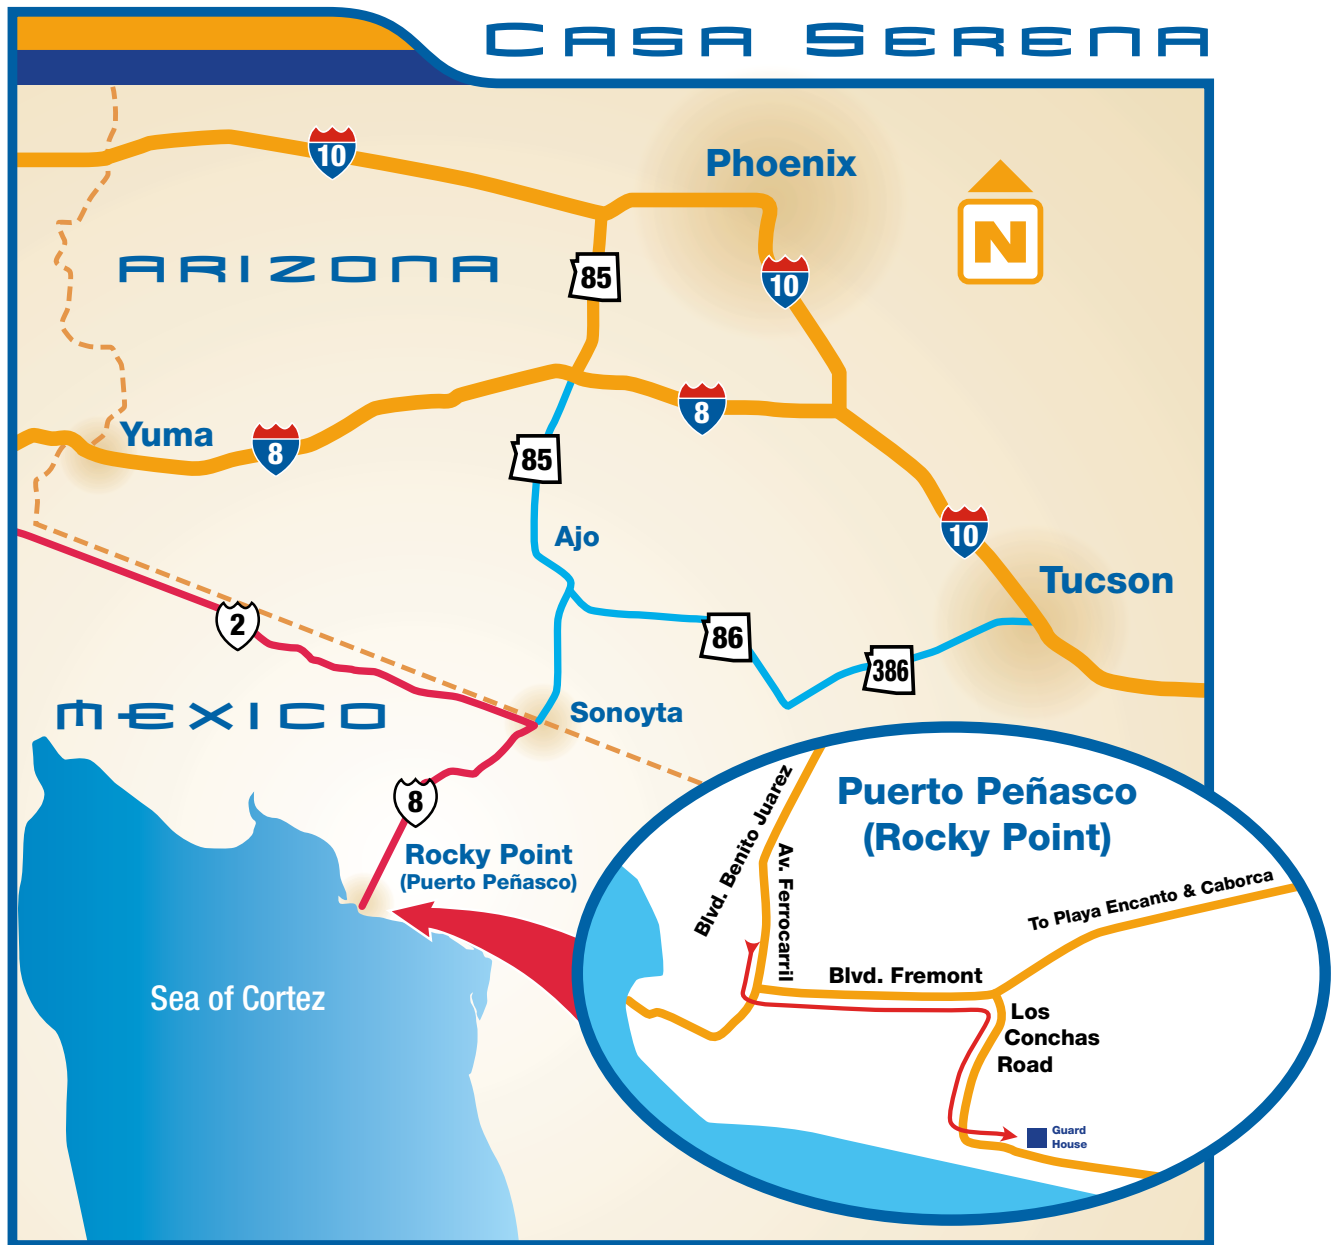 CASA SERENA
10
Phoenix
N
ARIZONA
85
10
8
Yuma
8
85
10
Ajo
Tucson
2
86
386
MEXICO
Sonoyta
8
Rocky Point
(Puerto Peñasco)
Sea of Cortez
Puerto Peñasco
(Rocky Point)
Blvd. Benito Juarez
Av. Ferrocarril
To Playa Encanto & Caborca
Blvd. Fremont
Los
Conchas
Road
Guard
House